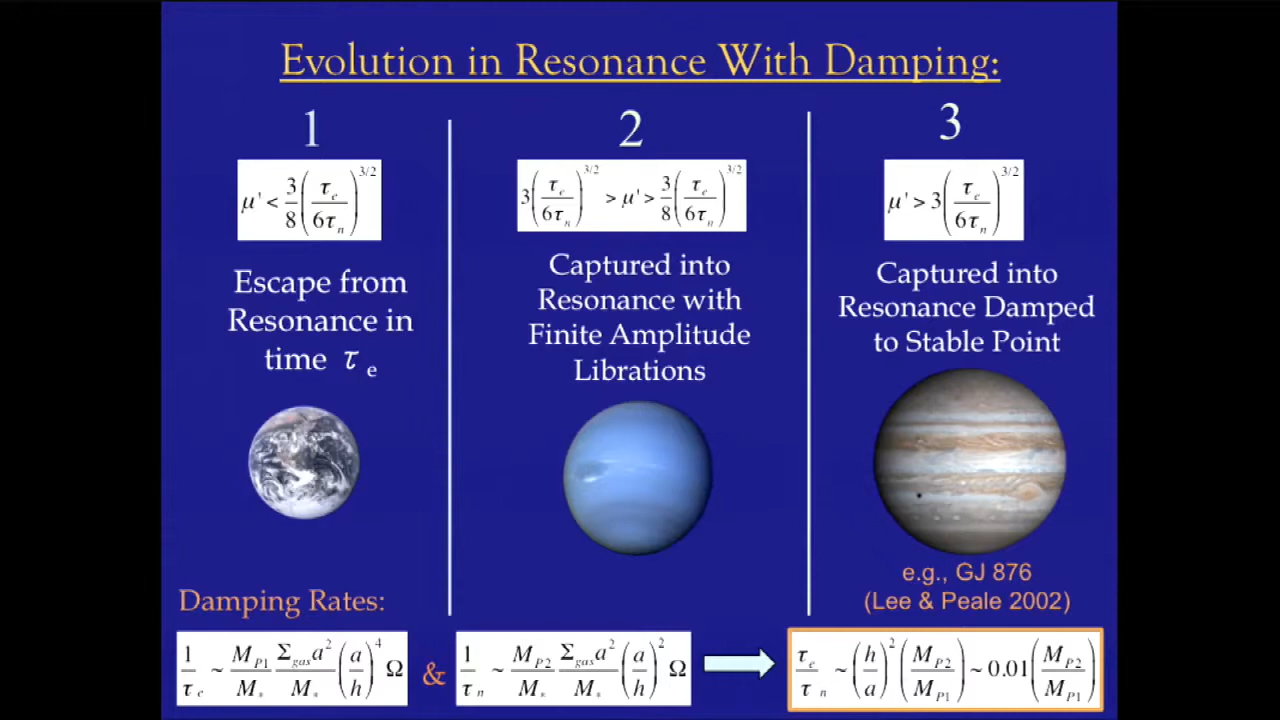 Evolution in Resonance With Damping:
1
μ' < 3/8 (τ_e / 6τ_n)^3/2
Escape from
Resonance in
time τ_e
2
3 (τ_e / 6τ_n)^3/2 > μ' > 3/8 (τ_e / 6τ_n)^3/2
Captured into
Resonance with
Finite Amplitude
Librations
3
μ' > 3 (τ_e / 6τ_n)^3/2
Captured into
Resonance Damped
to Stable Point
e.g., GJ 876
(Lee & Peale 2002)
Damping Rates:
1/τ_e ~ M_P1/M_* Σ_gas a^2/M_* (a/h)^4 Ω & 1/τ_n ~ M_P2/M_* Σ_gas a^2/M_* (a/h)^2 Ω
τ_e/τ_n ~ (h/a)^2 (M_P2/M_P1) ~ 0.01 (M_P2/M_P1)